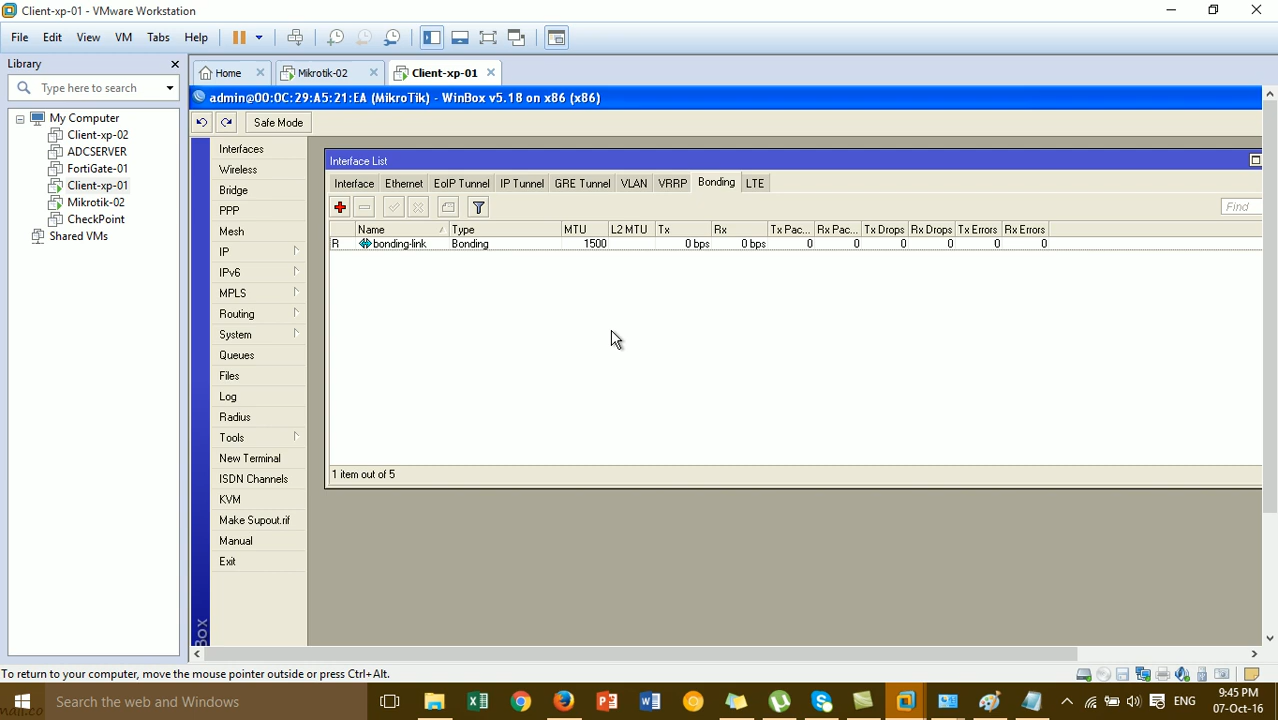 Client-xp-01 - VMware Workstation
File Edit View VM Tabs Help
Library
Type here to search
My Computer
Client-xp-02
ADCSERVER
FortiGate-01
Client-xp-01
Mikrotik-02
CheckPoint
Shared VMs
Home Mikrotik-02 Client-xp-01
admin@00:0C:29:A5:21:EA (MikroTik) - WinBox v5.18 on x86 (x86)
Safe Mode
Interfaces
Wireless
Bridge
PPP
Mesh
IP
IPv6
MPLS
Routing
System
Queues
Files
Log
Radius
Tools
New Terminal
ISDN Channels
KVM
Make Supout.rif
Manual
Exit
Box
Interface List
Interface Ethernet EoIP Tunnel IP Tunnel GRE Tunnel VLAN VRRP Bonding LTE
Find
Name Type MTU L2 MTU Tx Rx Tx Pac... Rx Pac... Tx Drops Rx Drops Tx Errors Rx Errors
R bonding-link Bonding 1500 0 bps 0 bps 0 0 0 0 0 0
1 item out of 5
To return to your computer, move the mouse pointer outside or press Ctrl+Alt.
Search the web and Windows
ENG
9:45 PM
07-Oct-16